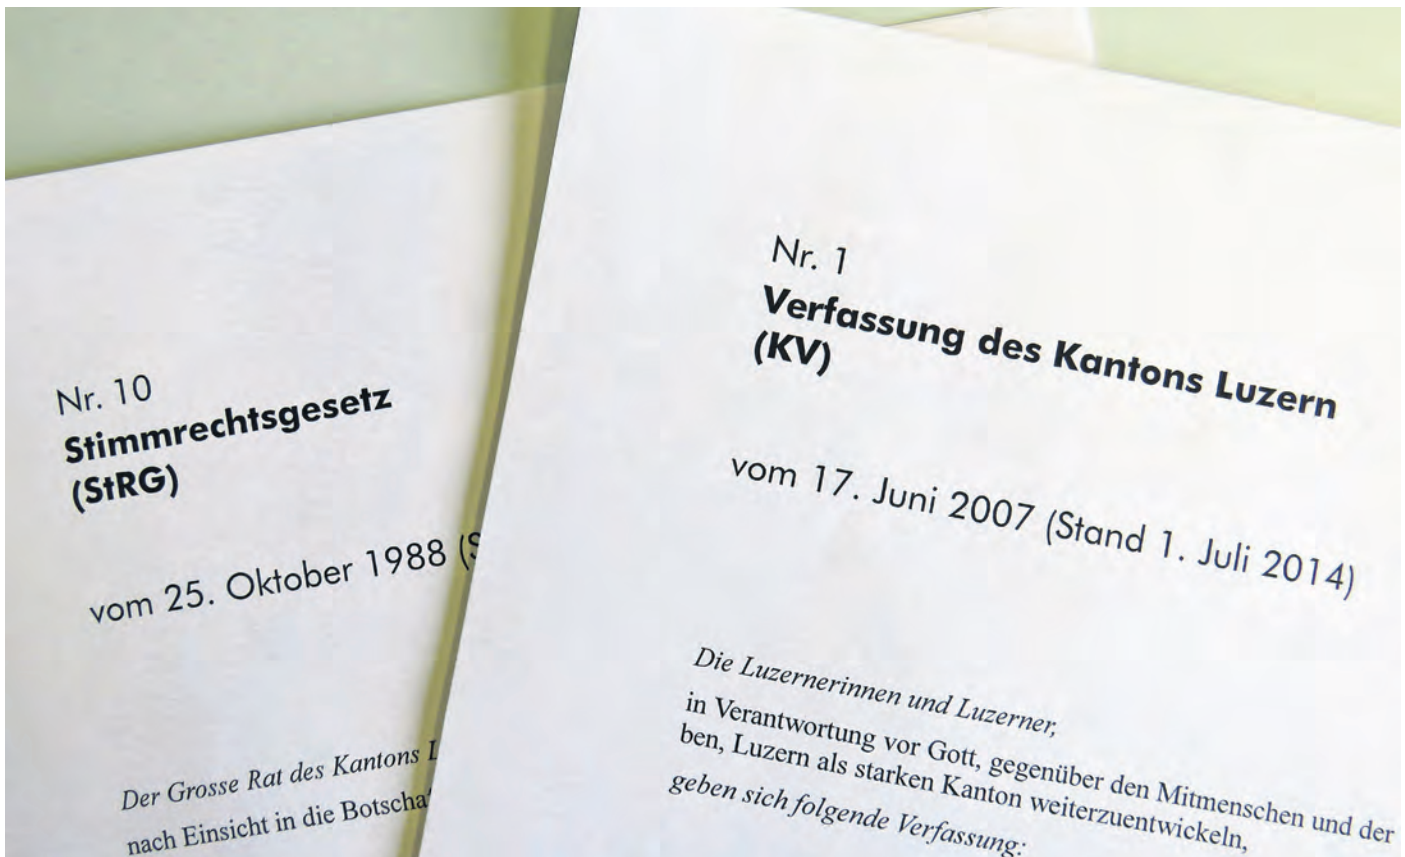 Nr. 10
Stimmrechtsgesetz
(StRG)
vom 25. Oktober 1988 (S
Der Grosse Rat des Kantons L
nach Einsicht in die Botscha
Nr. 1
Verfassung des Kantons Luzern
(KV)
vom 17. Juni 2007 (Stand 1. Juli 2014)
Die Luzernerinnen und Luzerner,
in Verantwortung vor Gott, gegenüber den Mitmenschen und der
ben, Luzern als starken Kanton weiterzuentwickeln,
geben sich folgende Verfassung: